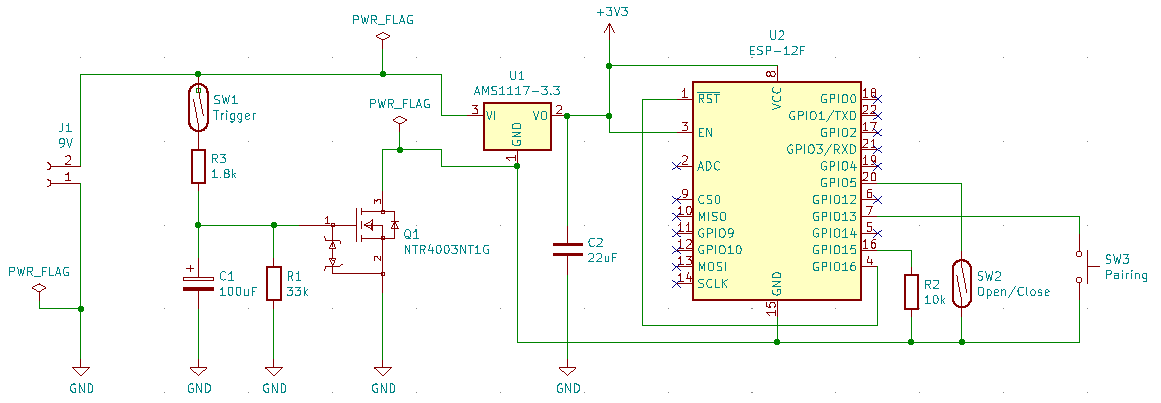 +3V3
PWR_FLAG
U2
ESP-12F
U1
AMS1117-3.3
3
VI
VO
2
GND
1
SW1
Trigger
PWR_FLAG
J1
9V
2
1
R3
1.8k
3
1
Q1
NTR4003NT1G
2
PWR_FLAG
C1
100uF
+
R1
33k
C2
22uF
8
VCC
1
RST
3
EN
2
ADC
9
CS0
10
MISO
11
GPIO9
12
GPIO10
13
MOSI
14
SCLK
GPIO0
18
GPIO1/TXD
22
GPIO2
17
GPIO3/RXD
21
GPIO4
19
GPIO5
20
GPIO12
6
GPIO13
7
GPIO14
5
GPIO15
16
GPIO16
4
GND
15
R2
10k
SW2
Open/Close
SW3
Pairing
GND
GND
GND
GND
GND